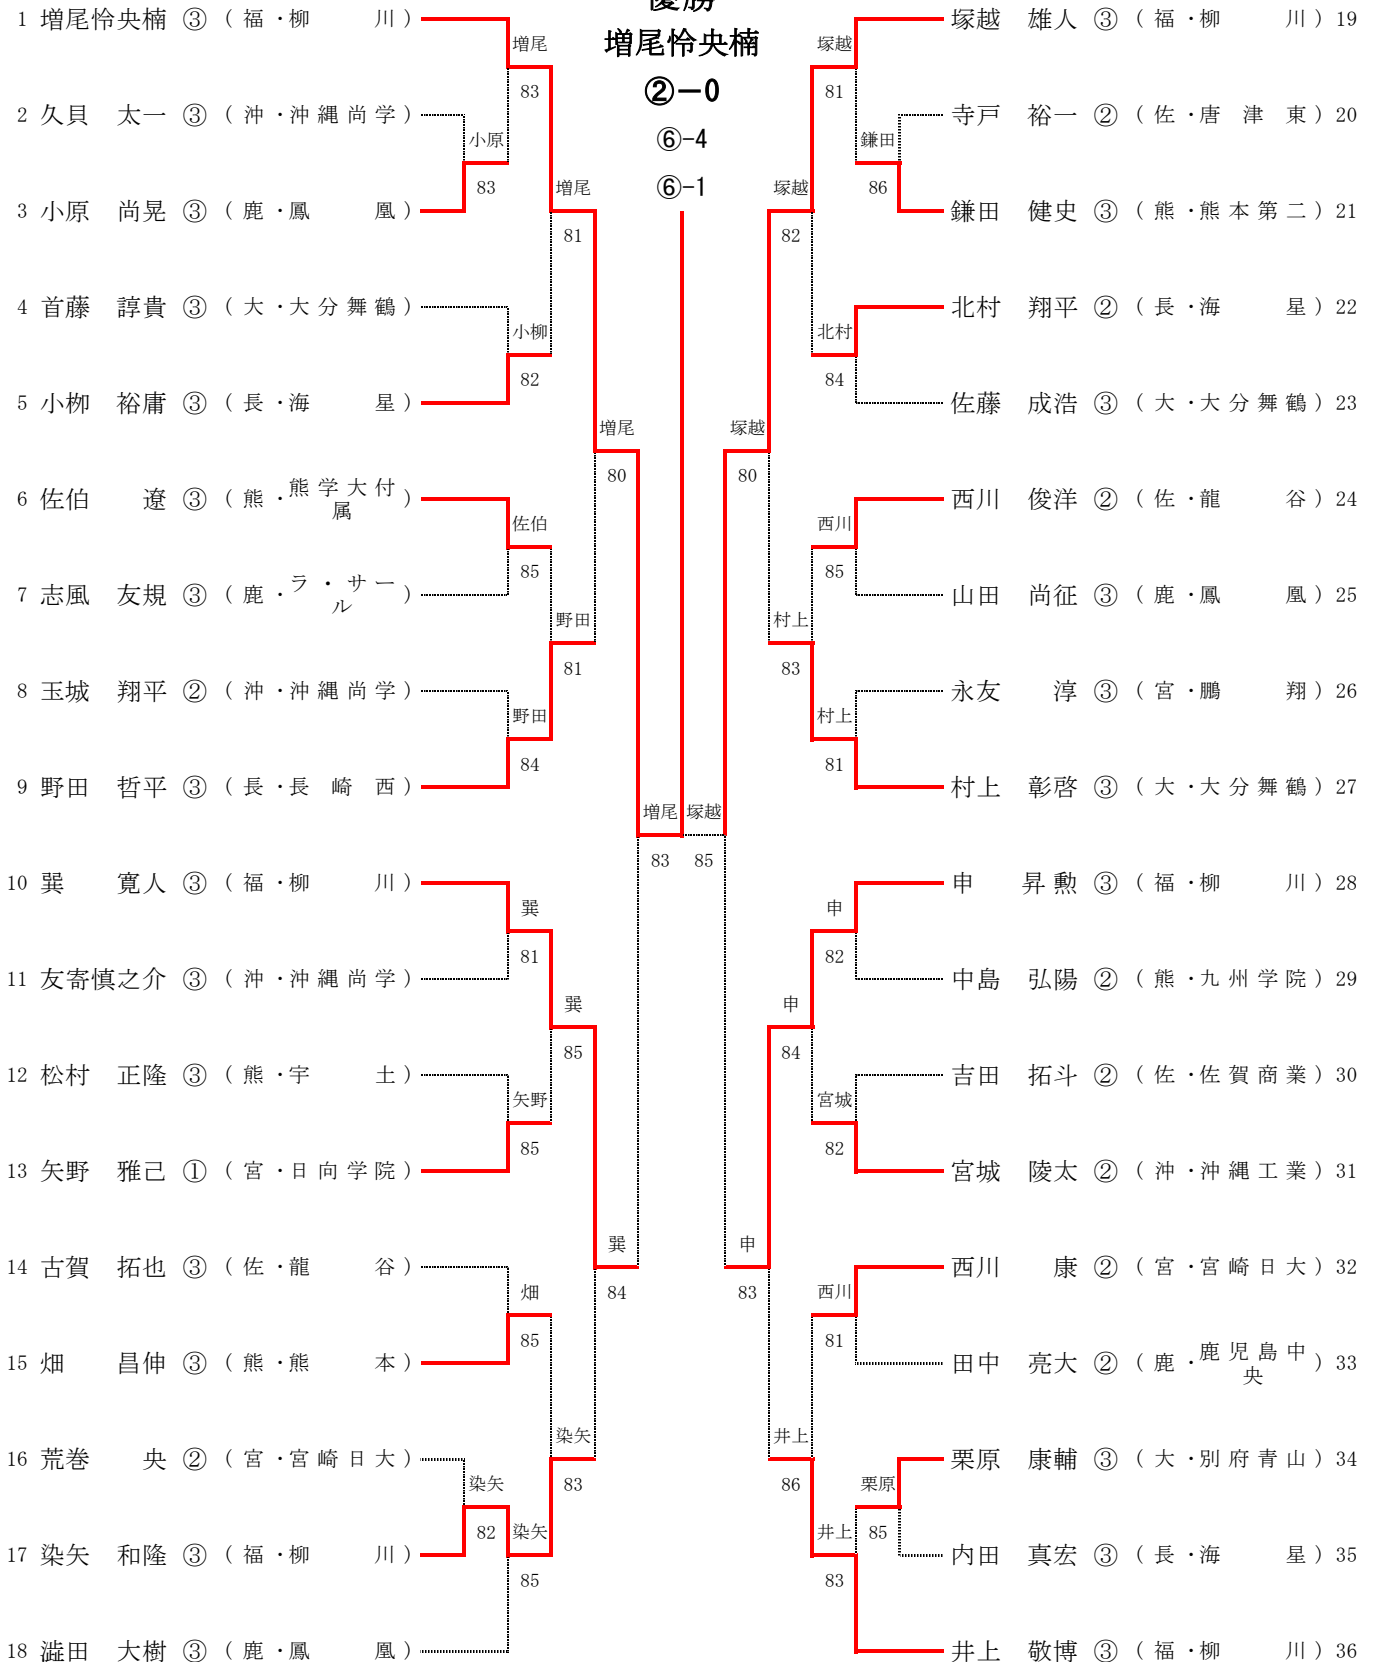 優勝
増尾怜央楠
②−0
⑥-4
⑥-1
1 増尾怜央楠 ③ (福・柳川)
2 久貝 太一 ③ (沖・沖縄尚学)
3 小原 尚晃 ③ (鹿・鳳凰)
4 首藤 諄貴 ③ (大・大分舞鶴)
5 小栁 裕庸 ③ (長・海星)
6 佐伯 遼 ③ (熊・熊学大付属)
7 志風 友規 ③ (鹿・ラ・サール)
8 玉城 翔平 ② (沖・沖縄尚学)
9 野田 哲平 ③ (長・長崎西)
10 巽 寛人 ③ (福・柳川)
11 友寄慎之介 ③ (沖・沖縄尚学)
12 松村 正隆 ③ (熊・宇土)
13 矢野 雅己 ① (宮・日向学院)
14 古賀 拓也 ③ (佐・龍谷)
15 畑 昌伸 ③ (熊・熊本)
16 荒巻 央 ② (宮・宮崎日大)
17 染矢 和隆 ③ (福・柳川)
18 澁田 大樹 ③ (鹿・鳳凰)
増尾
83
小原
83
増尾
81
小柳
82
増尾
80
佐伯
85
野田
81
野田
84
増尾
83
巽
81
巽
85
矢野
85
巽
84
畑
85
染矢
83
染矢
82
染矢
85
塚越
81
鎌田
86
塚越
82
北村
84
塚越
80
西川
85
村上
83
村上
81
塚越
85
申
82
申
84
宮城
82
申
83
西川
81
井上
86
栗原
85
井上
83
塚越 雄人 ③ (福・柳川) 19
寺戸 裕一 ② (佐・唐津東) 20
鎌田 健史 ③ (熊・熊本第二) 21
北村 翔平 ② (長・海星) 22
佐藤 成浩 ③ (大・大分舞鶴) 23
西川 俊洋 ② (佐・龍谷) 24
山田 尚征 ③ (鹿・鳳凰) 25
永友 淳 ③ (宮・鵬翔) 26
村上 彰啓 ③ (大・大分舞鶴) 27
申 昇勲 ③ (福・柳川) 28
中島 弘陽 ② (熊・九州学院) 29
吉田 拓斗 ② (佐・佐賀商業) 30
宮城 陵太 ② (沖・沖縄工業) 31
西川 康 ② (宮・宮崎日大) 32
田中 亮大 ② (鹿・鹿児島中央) 33
栗原 康輔 ③ (大・別府青山) 34
内田 真宏 ③ (長・海星) 35
井上 敬博 ③ (福・柳川) 36